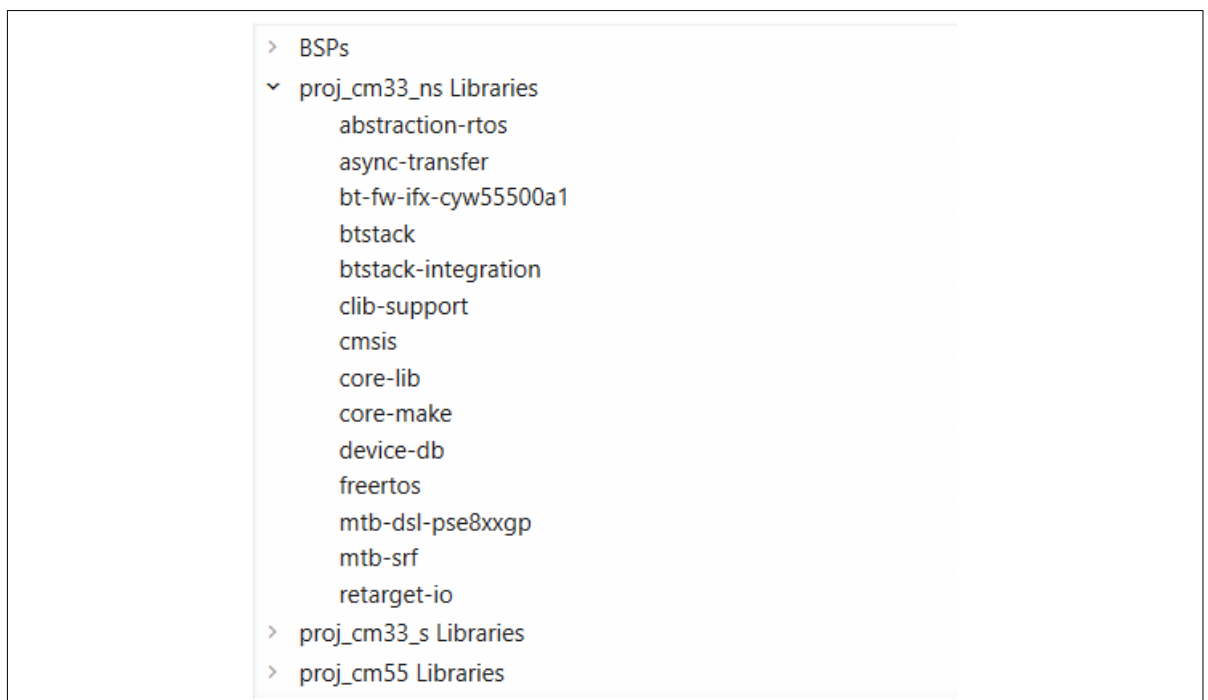 BSPs
proj_cm33_ns Libraries
abstraction-rtos
async-transfer
bt-fw-ifx-cyw55500a1
btstack
btstack-integration
clib-support
cmsis
core-lib
core-make
device-db
freertos
mtb-dsl-pse8xxgp
mtb-srf
retarget-io
proj_cm33_s Libraries
proj_cm55 Libraries